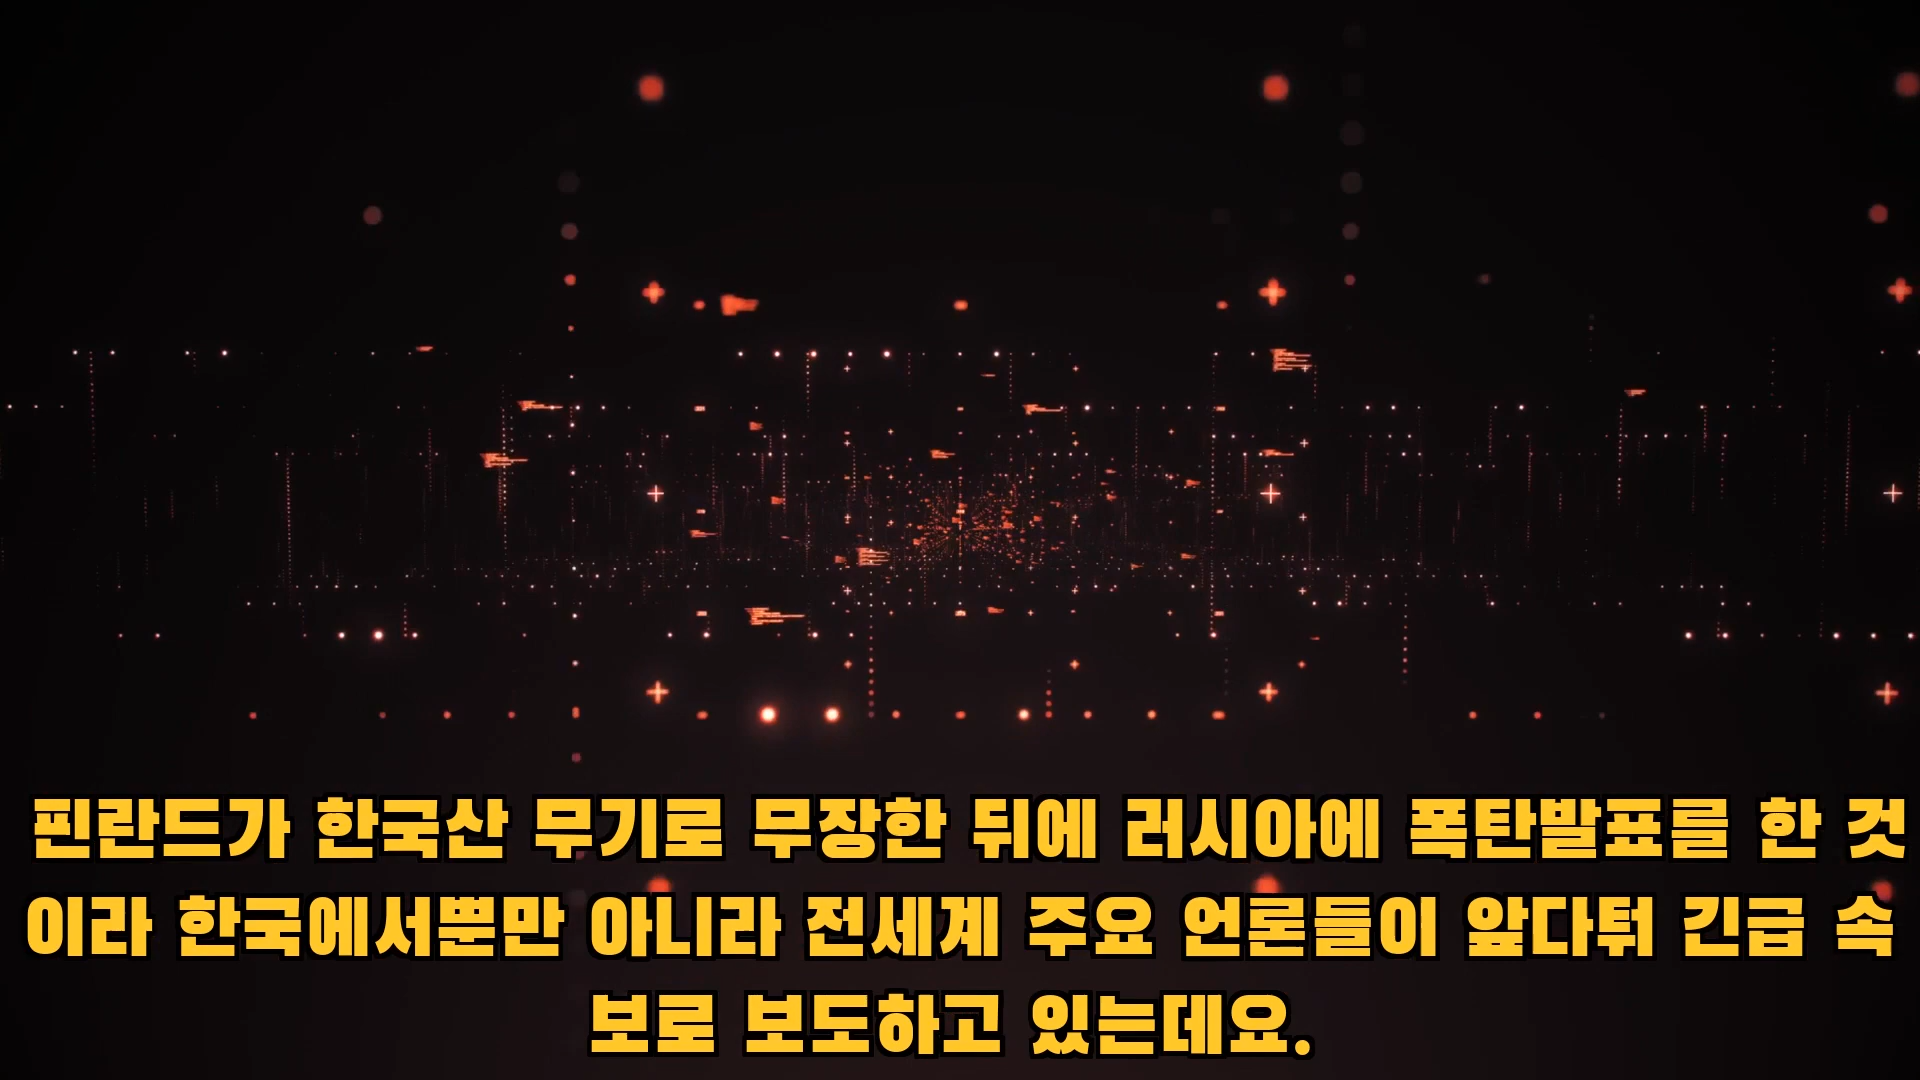 핀란드가 한국산 무기로 무장한 뒤에 러시아에 폭탄발표를 한 것
이라 한국에서뿐만 아니라 전세계 주요 언론들이 앞다퉈 긴급 속
보로 보도하고 있는데요.